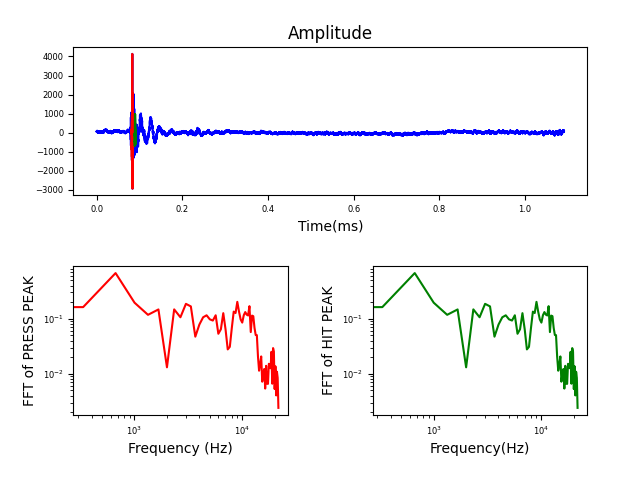 Amplitude
4000
3000
2000
1000
0
−1000
−2000
−3000
0.0 0.2 0.4 0.6 0.8 1.0
Time(ms)
FFT of PRESS PEAK
10⁻¹
10⁻²
10³ 10⁴
Frequency (Hz)
FFT of HIT PEAK
10⁻¹
10⁻²
10³ 10⁴
Frequency(Hz)